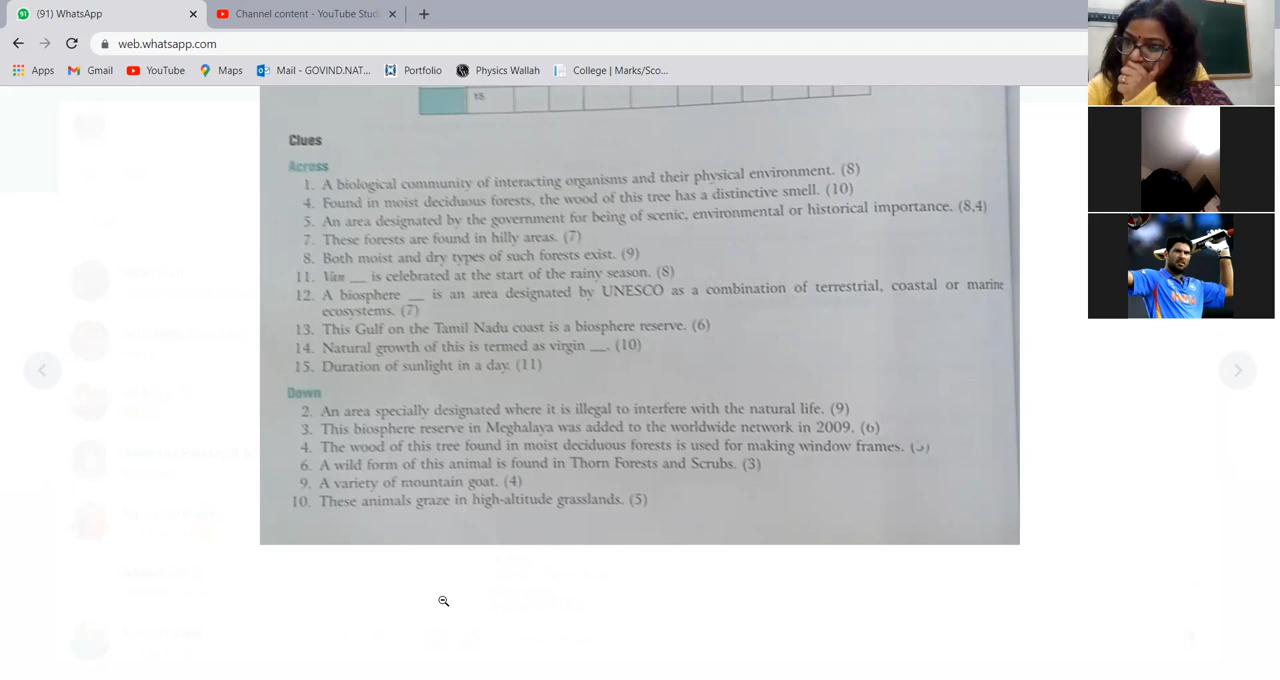 (91) WhatsApp
Channel content - YouTube Stud
web.whatsapp.com
Apps Gmail YouTube Maps Mail - GOVIND.NAT... Portfolio Physics Wallah College | Marks/Sco...
15
Clues
Across
1. A biological community of interacting organisms and their physical environment. (8)
4. Found in moist deciduous forests, the wood of this tree has a distinctive smell. (10)
5. An area designated by the government for being of scenic, environmental or historical importance. (8,4)
7. These forests are found in hilly areas. (7)
8. Both moist and dry types of such forests exist. (9)
11. Van __ is celebrated at the start of the rainy season. (8)
12. A biosphere __ is an area designated by UNESCO as a combination of terrestrial, coastal or marine
ecosystems. (7)
13. This Gulf on the Tamil Nadu coast is a biosphere reserve. (6)
14. Natural growth of this is termed as virgin __. (10)
15. Duration of sunlight in a day. (11)
Down
2. An area specially designated where it is illegal to interfere with the natural life. (9)
3. This biosphere reserve in Meghalaya was added to the worldwide network in 2009. (6)
4. The wood of this tree found in moist deciduous forests is used for making window frames.
6. A wild form of this animal is found in Thorn Forests and Scrubs. (3)
9. A variety of mountain goat. (4)
10. These animals graze in high-altitude grasslands. (5)